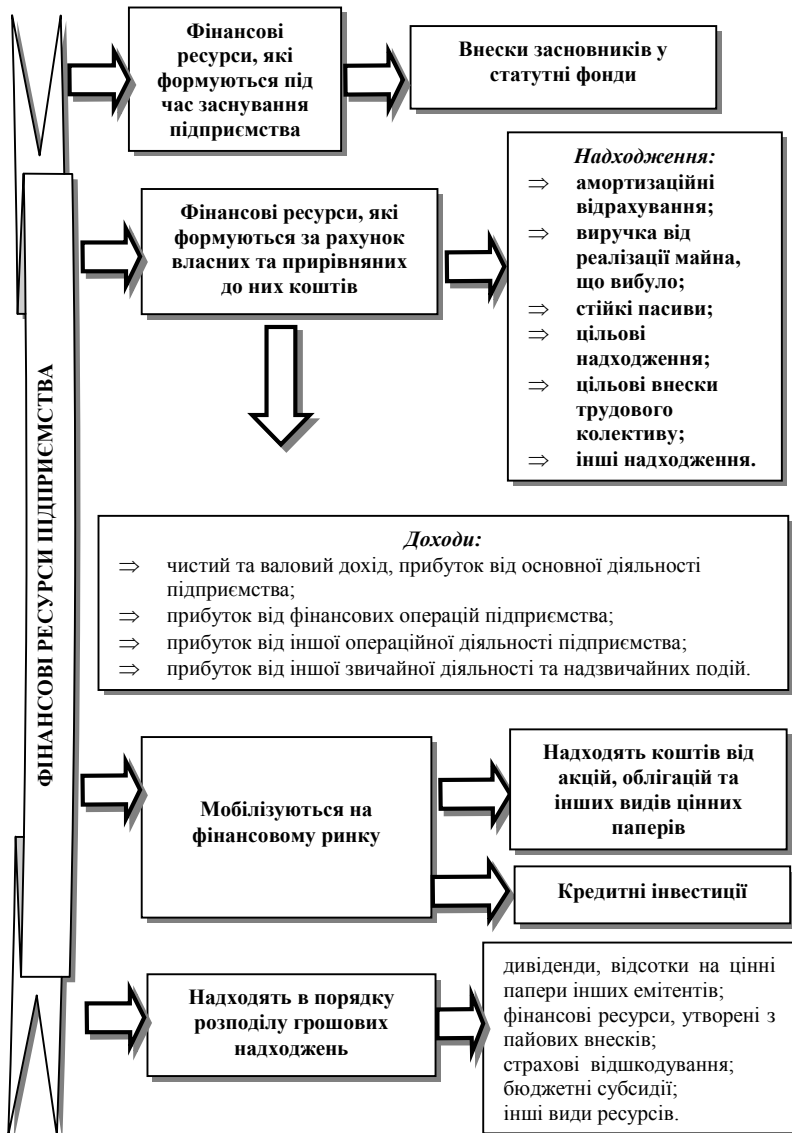 ФІНАНСОВІ РЕСУРСИ ПІДПРИЄМСТВА
Фінансові
ресурси, які
формуються під
час заснування
підприємства
Внески засновників у
статутні фонди
Фінансові ресурси, які
формуються за рахунок
власних та прирівняних
до них коштів
Надходження:
⇒ амортизаційні
відрахування;
⇒ виручка від
реалізації майна,
що вибуло;
⇒ стійкі пасиви;
⇒ цільові
надходження;
⇒ цільові внески
трудового
колективу;
⇒ інші надходження.
Доходи:
⇒ чистий та валовий дохід, прибуток від основної діяльності
підприємства;
⇒ прибуток від фінансових операцій підприємства;
⇒ прибуток від іншої операційної діяльності підприємства;
⇒ прибуток від іншої звичайної діяльності та надзвичайних подій.
Мобілізуються на
фінансовому ринку
Надходять коштів від
акцій, облігацій та
інших видів цінних
паперів
Кредитні інвестиції
Надходять в порядку
розподілу грошових
надходжень
дивіденди, відсотки на цінні
папери інших емітентів;
фінансові ресурси, утворені з
пайових внесків;
страхові відшкодування;
бюджетні субсидії;
інші види ресурсів.